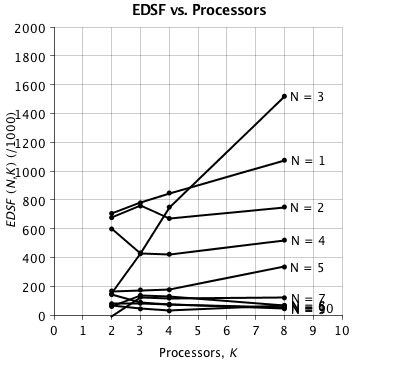 EDSF vs. Processors
2000
1800
1600
1400
1200
1000
800
600
400
200
0
EDSF (N,K) (/1000)
N = 3
N = 1
N = 2
N = 4
N = 5
N = 7
0 1 2 3 4 5 6 7 8 9 10
Processors, K